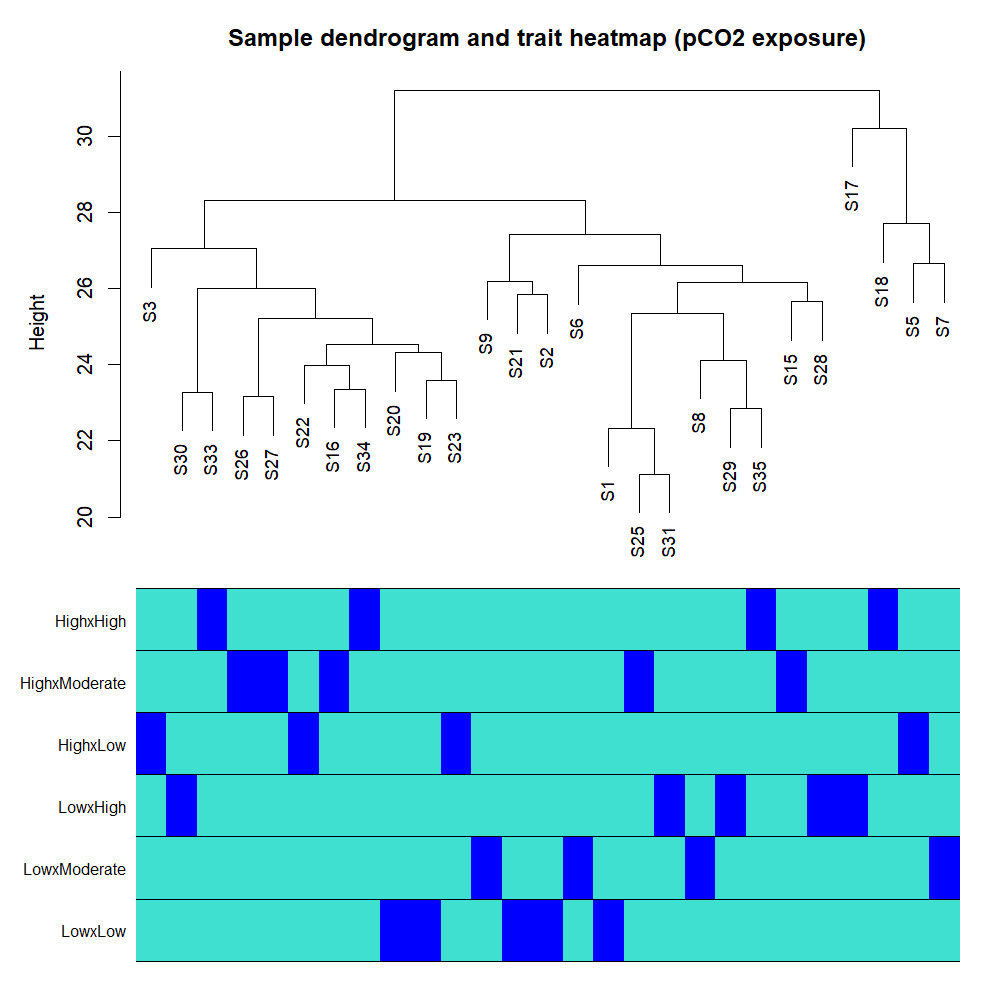 Sample dendrogram and trait heatmap (pCO2 exposure)
Height
30
28
26
24
22
20
S3
S30
S33
S26
S27
S22
S16
S34
S20
S19
S23
S9
S21
S2
S6
S1
S25
S31
S8
S29
S35
S15
S28
S17
S18
S5
S7
HighxHigh
HighxModerate
HighxLow
LowxHigh
LowxModerate
LowxLow